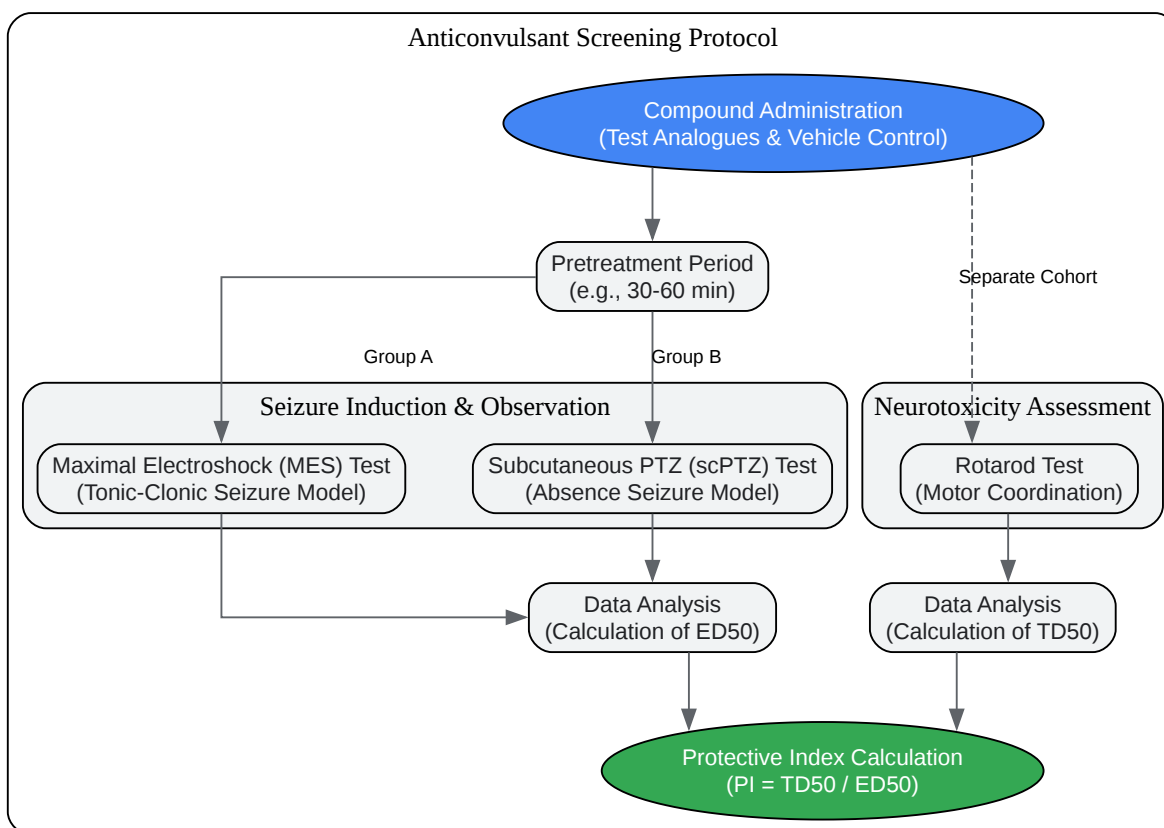 Anticonvulsant Screening Protocol
Compound Administration
(Test Analogues & Vehicle Control)
Pretreatment Period
(e.g., 30-60 min)
Separate Cohort
Group A
Group B
Seizure Induction & Observation
Neurotoxicity Assessment
Maximal Electroshock (MES) Test
(Tonic-Clonic Seizure Model)
Subcutaneous PTZ (scPTZ) Test
(Absence Seizure Model)
Rotarod Test
(Motor Coordination)
Data Analysis
(Calculation of ED50)
Data Analysis
(Calculation of TD50)
Protective Index Calculation
(PI = TD50 / ED50)